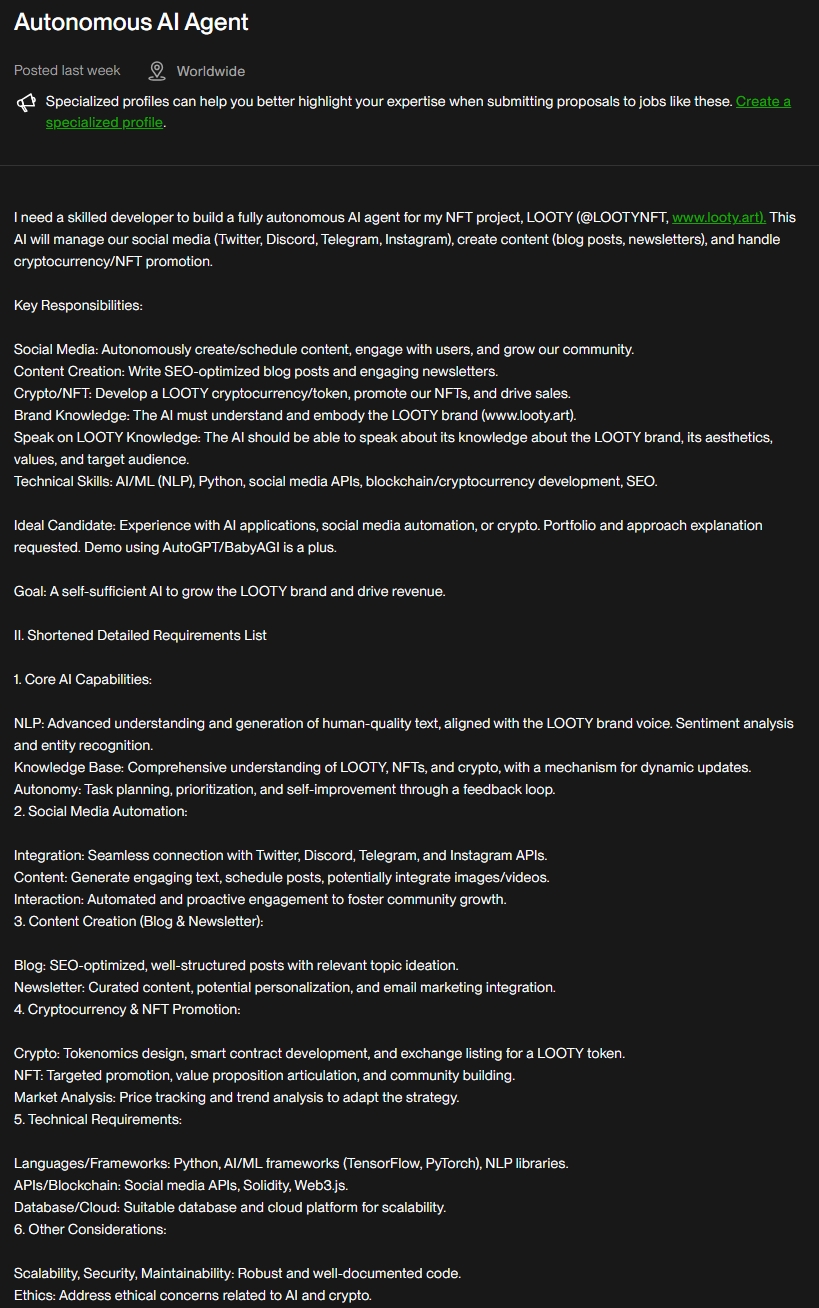 Autonomous AI Agent
Posted last week Worldwide
Specialized profiles can help you better highlight your expertise when submitting proposals to jobs like these. Create a
specialized profile.
I need a skilled developer to build a fully autonomous AI agent for my NFT project, LOOTY (@LOOTYNFT, www.looty.art). This
AI will manage our social media (Twitter, Discord, Telegram, Instagram), create content (blog posts, newsletters), and handle
cryptocurrency/NFT promotion.
Key Responsibilities:
Social Media: Autonomously create/schedule content, engage with users, and grow our community.
Content Creation: Write SEO-optimized blog posts and engaging newsletters.
Crypto/NFT: Develop a LOOTY cryptocurrency/token, promote our NFTs, and drive sales.
Brand Knowledge: The AI must understand and embody the LOOTY brand (www.looty.art).
Speak on LOOTY Knowledge: The AI should be able to speak about its knowledge about the LOOTY brand, its aesthetics,
values, and target audience.
Technical Skills: AI/ML (NLP), Python, social media APIs, blockchain/cryptocurrency development, SEO.
Ideal Candidate: Experience with AI applications, social media automation, or crypto. Portfolio and approach explanation
requested. Demo using AutoGPT/BabyAGI is a plus.
Goal: A self-sufficient AI to grow the LOOTY brand and drive revenue.
II. Shortened Detailed Requirements List
1. Core AI Capabilities:
NLP: Advanced understanding and generation of human-quality text, aligned with the LOOTY brand voice. Sentiment analysis
and entity recognition.
Knowledge Base: Comprehensive understanding of LOOTY, NFTs, and crypto, with a mechanism for dynamic updates.
Autonomy: Task planning, prioritization, and self-improvement through a feedback loop.
2. Social Media Automation:
Integration: Seamless connection with Twitter, Discord, Telegram, and Instagram APIs.
Content: Generate engaging text, schedule posts, potentially integrate images/videos.
Interaction: Automated and proactive engagement to foster community growth.
3. Content Creation (Blog & Newsletter):
Blog: SEO-optimized, well-structured posts with relevant topic ideation.
Newsletter: Curated content, potential personalization, and email marketing integration.
4. Cryptocurrency & NFT Promotion:
Crypto: Tokenomics design, smart contract development, and exchange listing for a LOOTY token.
NFT: Targeted promotion, value proposition articulation, and community building.
Market Analysis: Price tracking and trend analysis to adapt the strategy.
5. Technical Requirements:
Languages/Frameworks: Python, AI/ML frameworks (TensorFlow, PyTorch), NLP libraries.
APIs/Blockchain: Social media APIs, Solidity, Web3.js.
Database/Cloud: Suitable database and cloud platform for scalability.
6. Other Considerations:
Scalability, Security, Maintainability: Robust and well-documented code.
Ethics: Address ethical concerns related to AI and crypto.